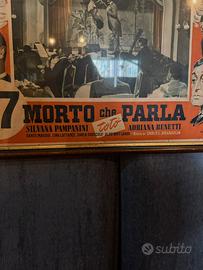 7 MORTO che PARLA
SILVANA PAMPANINI totò ADRIANA BENETTI
subito